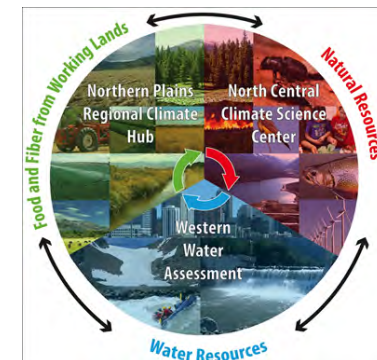 Food and Fiber from Working Lands
Natural Resources
Northern Plains
Regional Climate
Hub
North Central
Climate Science
Center
Western
Water
Assessment
Water Resources